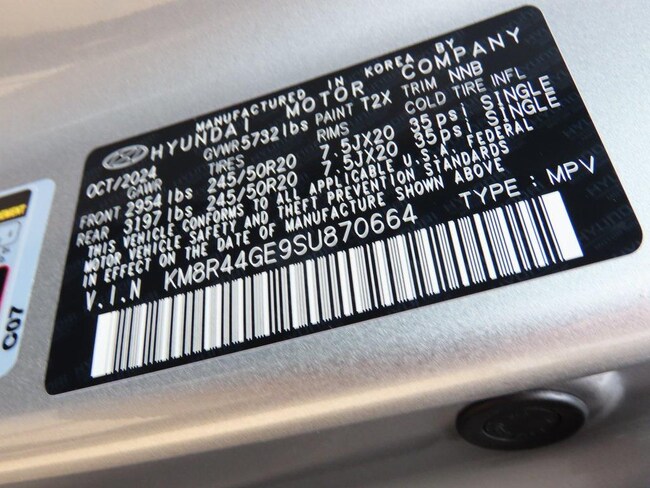 MANUFACTURED IN KOREA BY
HYUNDAI MOTOR COMPANY
OCT/2024 GVWR 5732 lbs PAINT T2X TRIM NNB
GAWR TIRES RIMS COLD TIRE INFL
FRONT 2954 lbs 245/50R20 7.5JX20 35psi SINGLE
REAR 3197 lbs 245/50R20 7.5JX20 35psi SINGLE
THIS VEHICLE CONFORMS TO ALL APPLICABLE U.S.A. FEDERAL
MOTOR VEHICLE SAFETY AND THEFT PREVENTION STANDARDS
IN EFFECT ON THE DATE OF MANUFACTURE SHOWN ABOVE
V.I.N KM8R44GE9SU870664 TYPE : MPV
C07